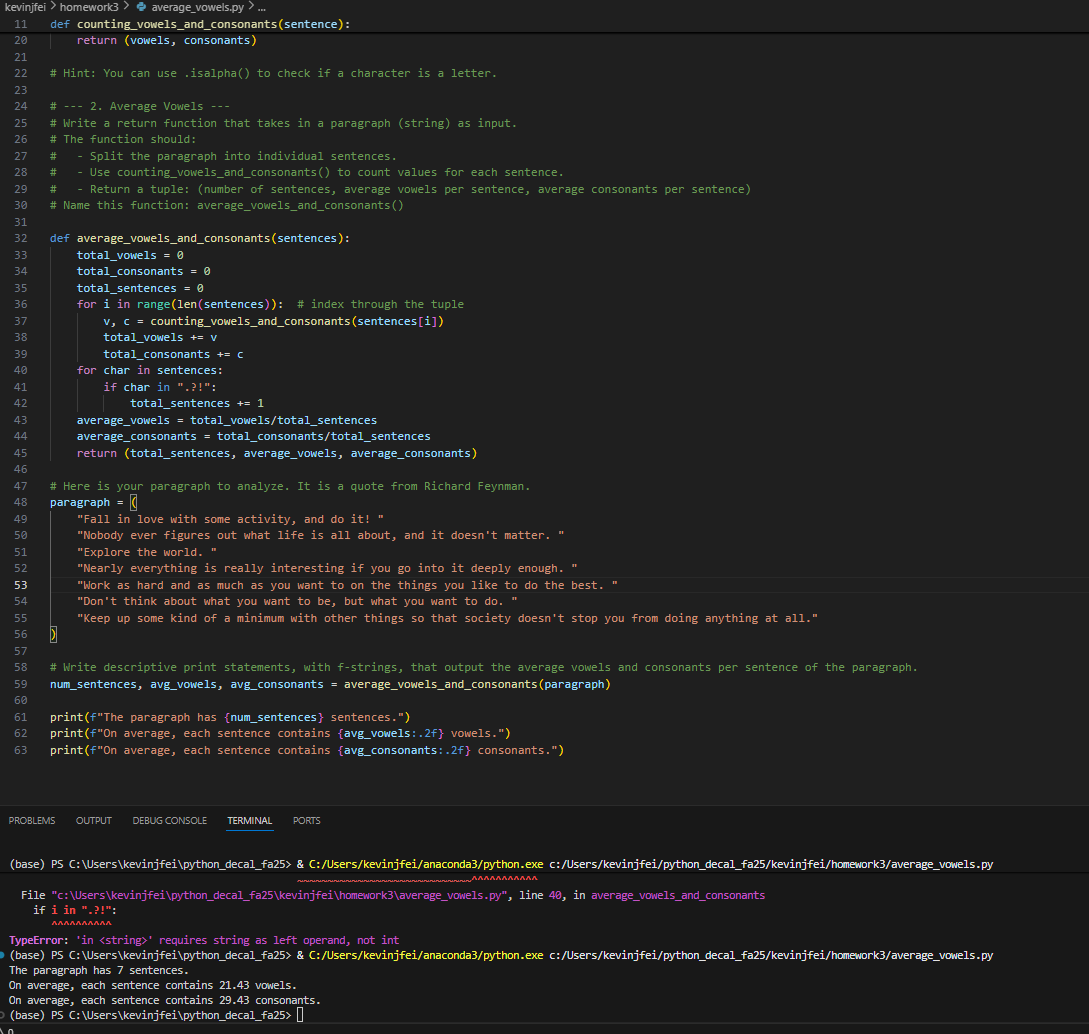 kevinjfei > homework3 > average_vowels.py > ...
11 def counting_vowels_and_consonants(sentence):
20     return (vowels, consonants)
21
22 # Hint: You can use .isalpha() to check if a character is a letter.
23
24 # --- 2. Average Vowels ---
25 # Write a return function that takes in a paragraph (string) as input.
26 # The function should:
27 #   - Split the paragraph into individual sentences.
28 #   - Use counting_vowels_and_consonants() to count values for each sentence.
29 #   - Return a tuple: (number of sentences, average vowels per sentence, average consonants per sentence)
30 # Name this function: average_vowels_and_consonants()
31
32 def average_vowels_and_consonants(sentences):
33     total_vowels = 0
34     total_consonants = 0
35     total_sentences = 0
36     for i in range(len(sentences)):  # index through the tuple
37         v, c = counting_vowels_and_consonants(sentences[i])
38         total_vowels += v
39         total_consonants += c
40     for char in sentences:
41         if char in ".?!":
42             total_sentences += 1
43     average_vowels = total_vowels/total_sentences
44     average_consonants = total_consonants/total_sentences
45     return (total_sentences, average_vowels, average_consonants)
46
47 # Here is your paragraph to analyze. It is a quote from Richard Feynman.
48 paragraph = (
49     "Fall in love with some activity, and do it! "
50     "Nobody ever figures out what life is all about, and it doesn't matter. "
51     "Explore the world. "
52     "Nearly everything is really interesting if you go into it deeply enough. "
53     "Work as hard and as much as you want to on the things you like to do the best. "
54     "Don't think about what you want to be, but what you want to do. "
55     "Keep up some kind of a minimum with other things so that society doesn't stop you from doing anything at all."
56 )
57
58 # Write descriptive print statements, with f-strings, that output the average vowels and consonants per sentence of the paragraph.
59 num_sentences, avg_vowels, avg_consonants = average_vowels_and_consonants(paragraph)
60
61 print(f"The paragraph has {num_sentences} sentences.")
62 print(f"On average, each sentence contains {avg_vowels:.2f} vowels.")
63 print(f"On average, each sentence contains {avg_consonants:.2f} consonants.")
PROBLEMS OUTPUT DEBUG CONSOLE TERMINAL PORTS
(base) PS C:\Users\kevinjfei\python_decal_fa25> & C:/Users/kevinjfei/anaconda3/python.exe c:/Users/kevinjfei/python_decal_fa25/kevinjfei/homework3/average_vowels.py
~~~~~~~~~~~~~~~~~~~~~~~~~~~~~^^^^^^^^^^^
  File "c:\Users\kevinjfei\python_decal_fa25\kevinjfei\homework3\average_vowels.py", line 40, in average_vowels_and_consonants
    if i in ".?!":
       ^^^^^^^^^^
TypeError: 'in <string>' requires string as left operand, not int
(base) PS C:\Users\kevinjfei\python_decal_fa25> & C:/Users/kevinjfei/anaconda3/python.exe c:/Users/kevinjfei/python_decal_fa25/kevinjfei/homework3/average_vowels.py
The paragraph has 7 sentences.
On average, each sentence contains 21.43 vowels.
On average, each sentence contains 29.43 consonants.
(base) PS C:\Users\kevinjfei\python_decal_fa25>